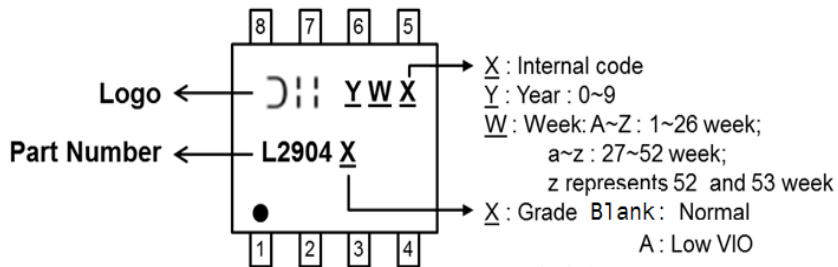 8 7 6 5
Logo
Y W X
X : Internal code
Y : Year : 0~9
W : Week: A~Z : 1~26 week;
a~z : 27~52 week;
z represents 52 and 53 week
Part Number
L2904 X
X : Grade Blank: Normal
A : Low VIO
1 2 3 4